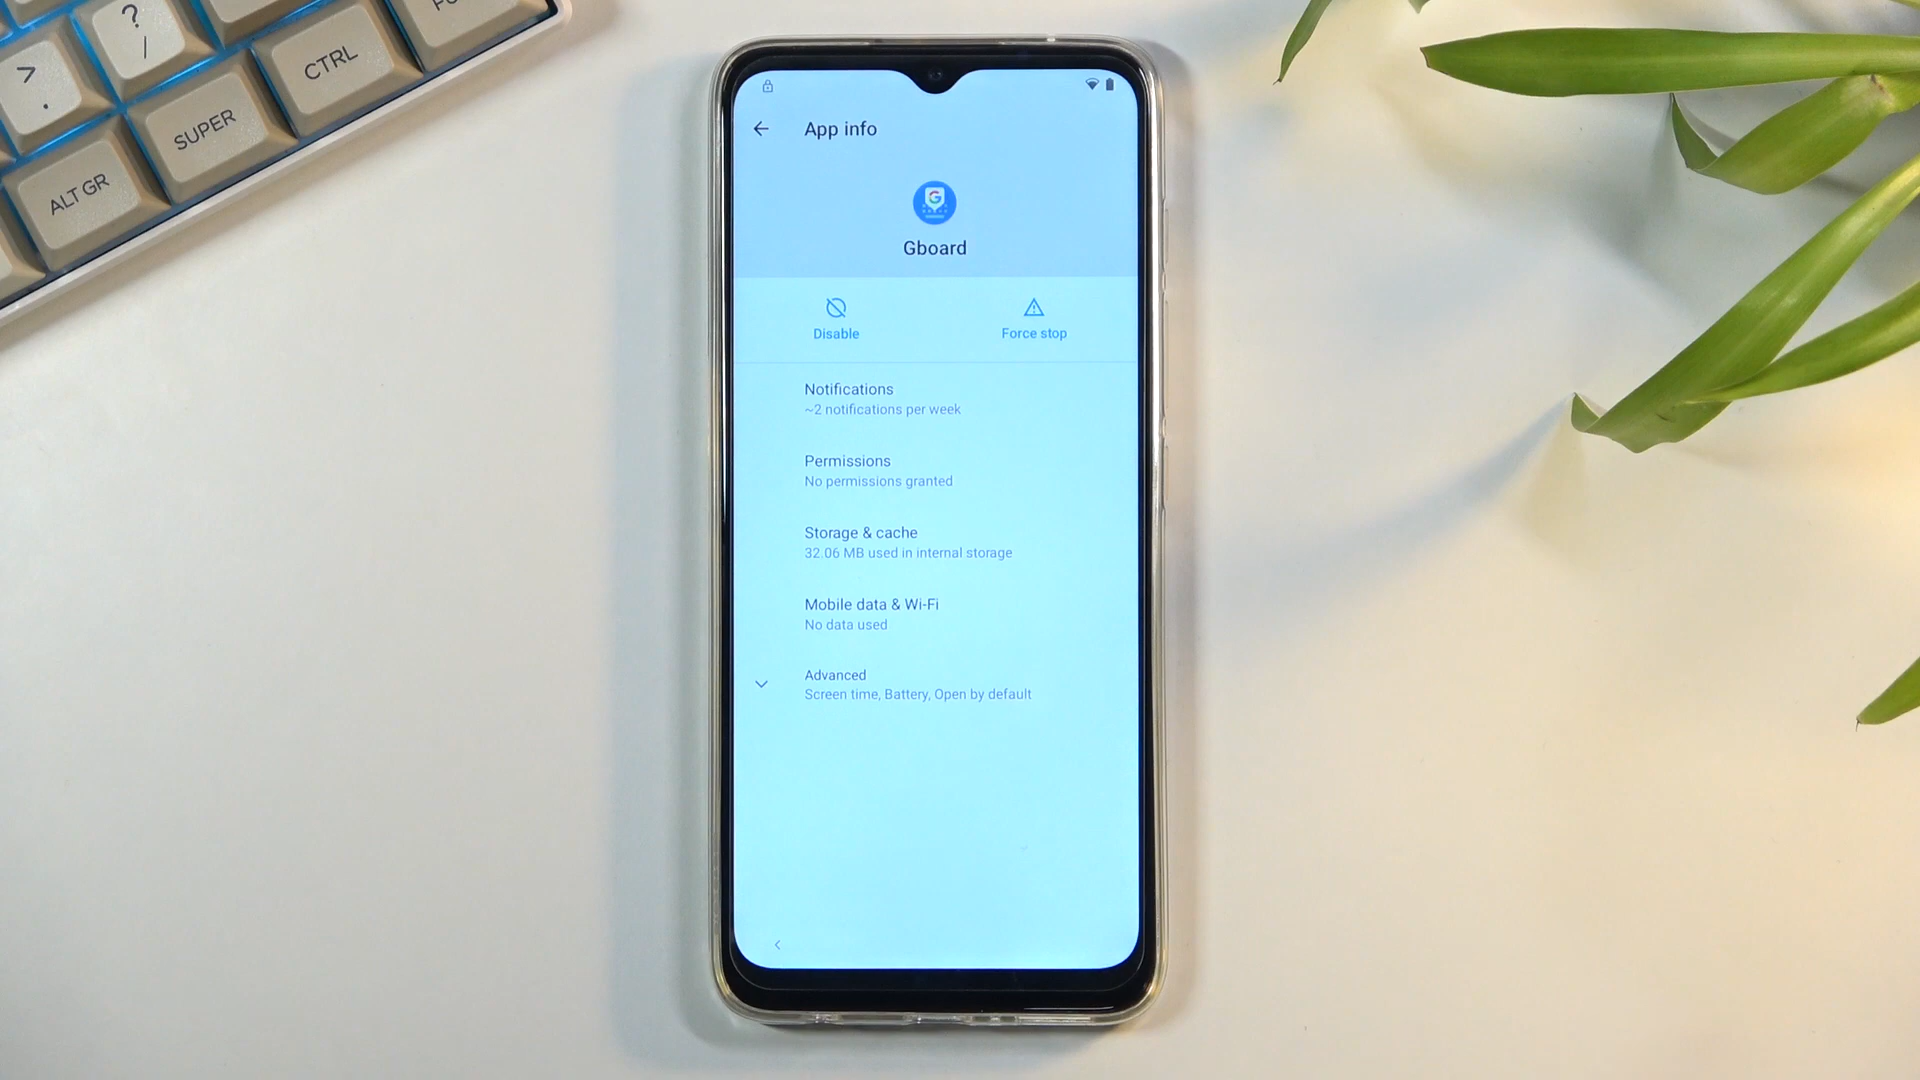 ?
/
>
.
CTRL
SUPER
ALT GR
App info
G
Gboard
Disable
Force stop
Notifications
~2 notifications per week
Permissions
No permissions granted
Storage & cache
32.06 MB used in internal storage
Mobile data & Wi-Fi
No data used
Advanced
Screen time, Battery, Open by default